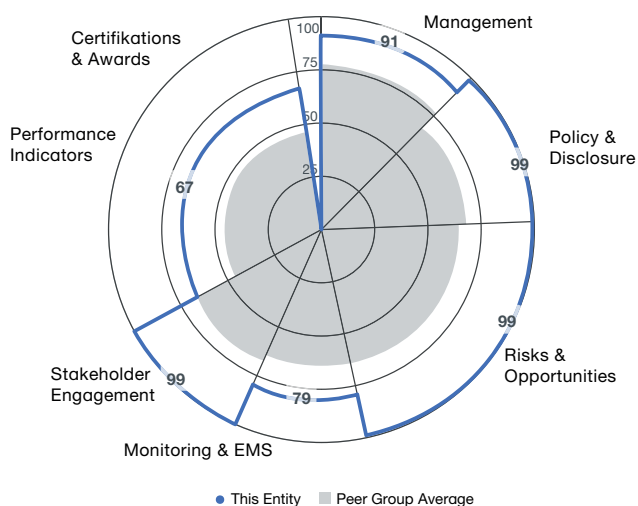 Management
Certifikations
& Awards
100
91
75
Performance
Indicators
50
Policy &
Disclosure
99
25
67
99
Risks &
Opportunities
Stakeholder
Engagement
99
79
Monitoring & EMS
This Entity
Peer Group Average